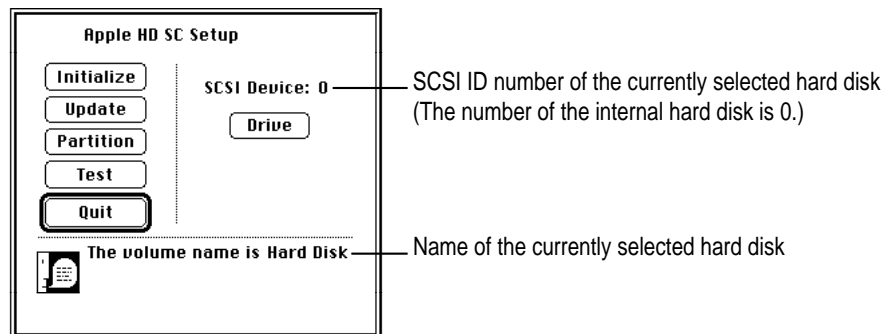 Apple HD SC Setup
Initialize
Update
Partition
Test
Quit
SCSI Device: 0
Drive
The volume name is Hard Disk
SCSI ID number of the currently selected hard disk
(The number of the internal hard disk is 0.)
Name of the currently selected hard disk